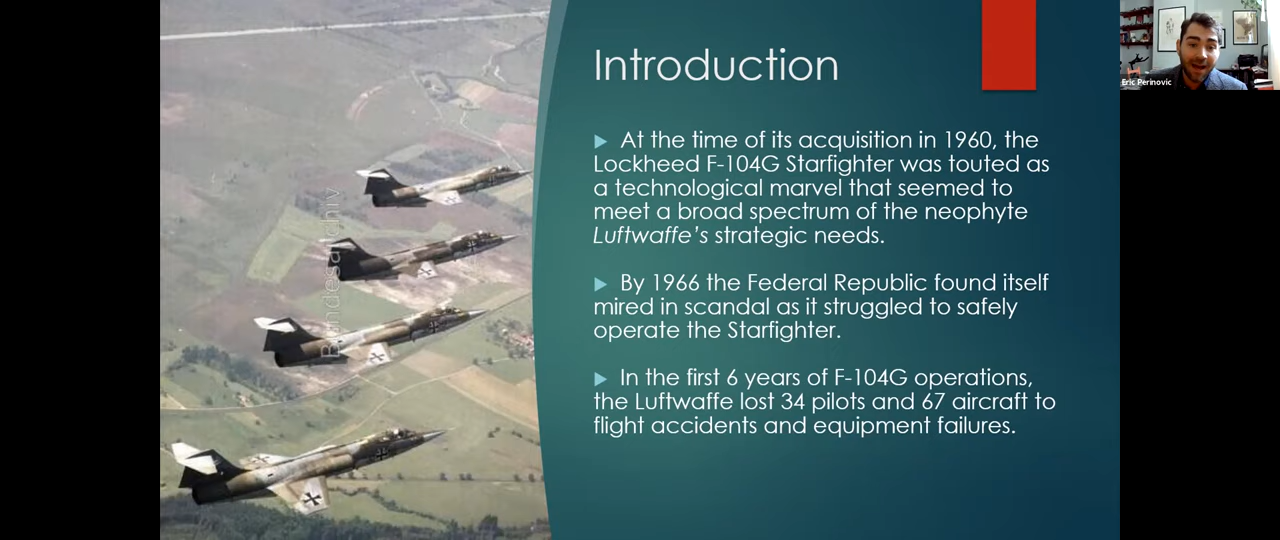 Introduction
Eric Perinovic
At the time of its acquisition in 1960, the
Lockheed F-104G Starfighter was touted as
a technological marvel that seemed to
meet a broad spectrum of the neophyte
Luftwaffe's strategic needs.
By 1966 the Federal Republic found itself
mired in scandal as it struggled to safely
operate the Starfighter.
In the first 6 years of F-104G operations,
the Luftwaffe lost 34 pilots and 67 aircraft to
flight accidents and equipment failures.
Bundesarchiv